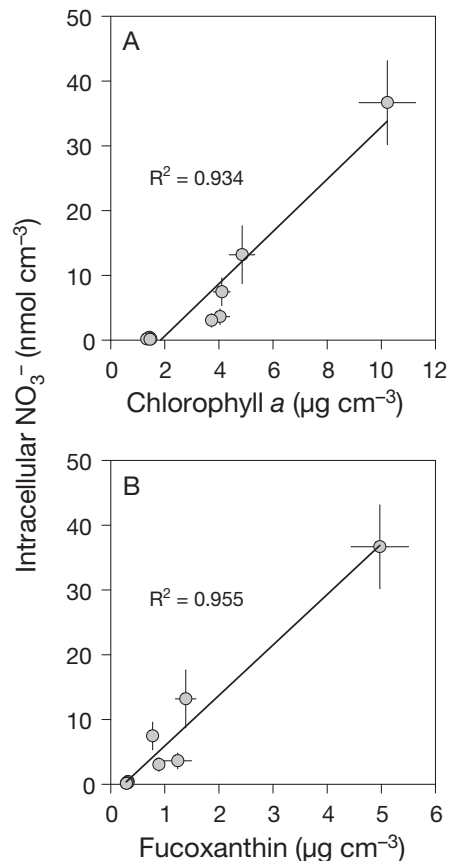 Intracellular NO₃⁻ (nmol cm⁻³)
50
40
30
20
10
0
A
R² = 0.934
0 2 4 6 8 10 12
Chlorophyll a (µg cm⁻³)
50
40
30
20
10
0
B
R² = 0.955
0 1 2 3 4 5 6
Fucoxanthin (µg cm⁻³)